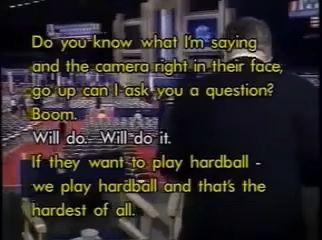 Do you know what I'm saying
and the camera right in their face,
go up can I ask you a question?
Boom.
Will do. Will do it.
If they want to play hardball -
we play hardball and that's the
hardest of all.